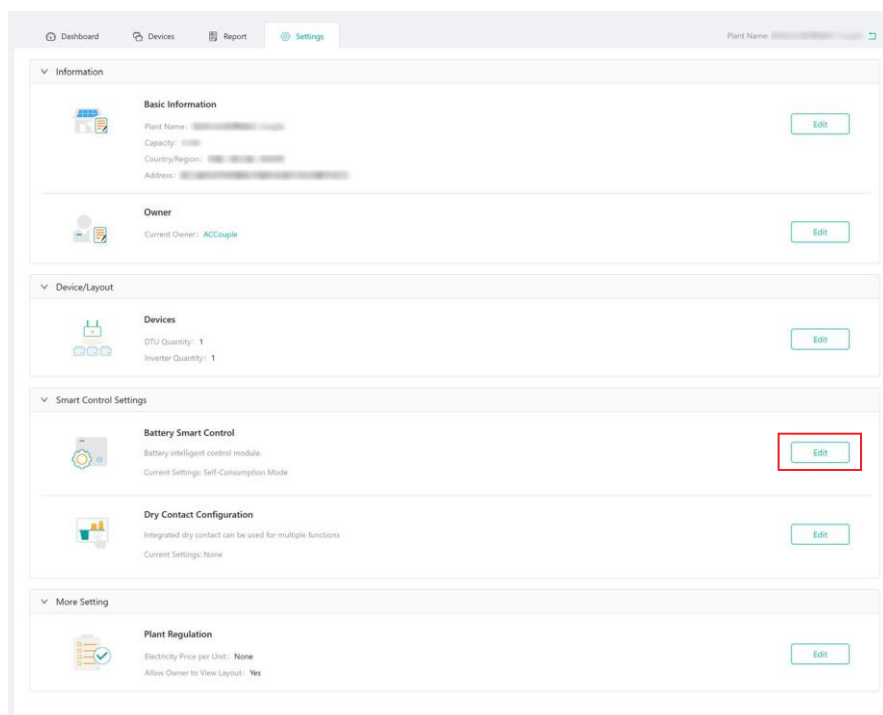 Dashboard Devices Report Settings Plant Name:
Information
Basic Information
Plant Name:
Capacity:
Country/Region:
Address:
Edit
Owner
Current Owner: ACCouple
Edit
Device/Layout
Devices
DTU Quantity: 1
Inverter Quantity: 1
Edit
Smart Control Settings
Battery Smart Control
Battery intelligent control module.
Current Settings: Self-Consumption Mode
Edit
Dry Contact Configuration
Integrated dry contact can be used for multiple functions
Current Settings: None
Edit
More Setting
Plant Regulation
Electricity Price per Unit: None
Allow Owner to View Layout: Yes
Edit